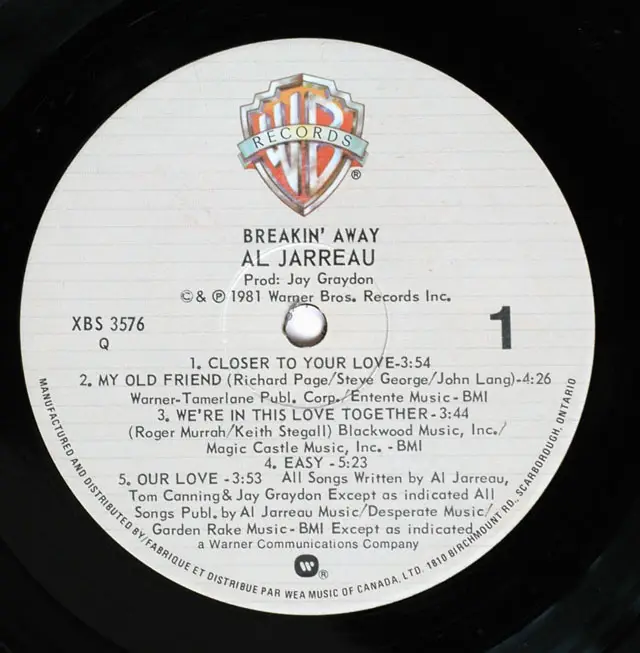 WB
RECORDS
®
BREAKIN' AWAY
AL JARREAU
Prod: Jay Graydon
© & ℗ 1981 Warner Bros. Records Inc.
XBS 3576
Q
1
1. CLOSER TO YOUR LOVE-3:54
2. MY OLD FRIEND (Richard Page/Steve George/John Lang)-4:26
Warner-Tamerlane Publ. Corp./Entente Music - BMI
3. WE'RE IN THIS LOVE TOGETHER - 3:44
(Roger Murrah/Keith Stegall) Blackwood Music, Inc./
Magic Castle Music, Inc. - BMI
4. EASY - 5:23
5. OUR LOVE - 3:53 All Songs Written by Al Jarreau,
Tom Canning & Jay Graydon Except as indicated All
Songs Publ. by Al Jarreau Music/Desperate Music/
Garden Rake Music - BMI Except as indicated.
a Warner Communications Company
®
MANUFACTURED AND DISTRIBUTED BY/FABRIQUE ET DISTRIBUE PAR WEA MUSIC OF CANADA, LTD. 1810 BIRCHMOUNT RD., SCARBOROUGH, ONTARIO